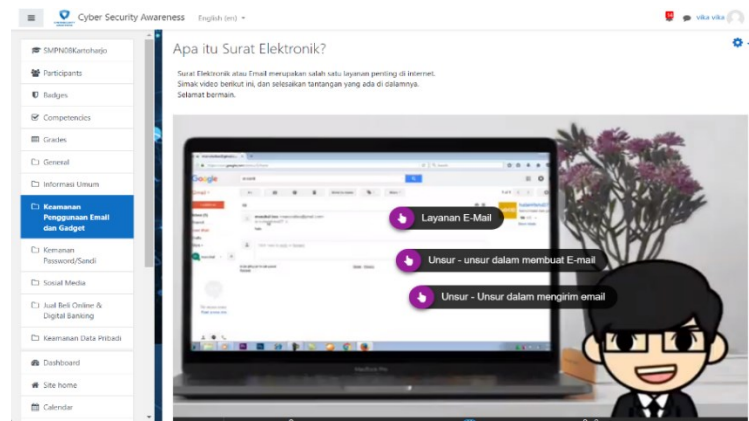 Cyber Security Awareness
English (en)
vika vika
SMPN08Kartoharjo
Participants
Badges
Competencies
Grades
General
Informasi Umum
Keamanan
Penggunaan Email
dan Gadget
Kemanan
Password/Sandi
Sosial Media
Jual Beli Online &
Digital Banking
Keamanan Data Pribadi
Dashboard
Site home
Calendar
Apa itu Surat Elektronik?
Surat Elektronik atau Email merupakan salah satu layanan penting di internet.
Simak video berikut ini, dan selesaikan tantangan yang ada di dalamnya.
Selamat bermain.
Google
Layanan E-Mail
Unsur - unsur dalam membuat E-mail
Unsur - Unsur dalam mengirim email
MacBook Pro